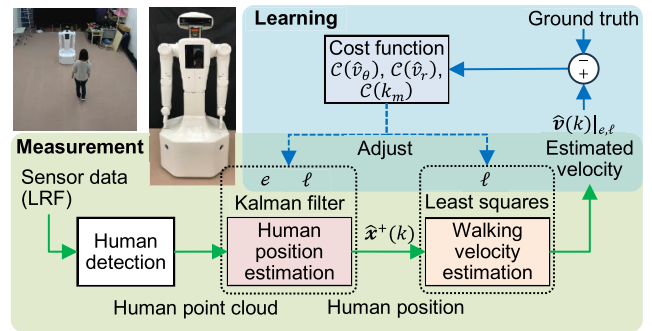 Learning
Ground truth
Cost function
𝒞(v̂_θ), 𝒞(v̂_r),
𝒞(k_m)
−
+
v̂(k)|_{e,ℓ}
Estimated
velocity
Measurement
Adjust
Sensor data
(LRF)
e ℓ
Kalman filter
ℓ
Least squares
Human
detection
Human
position
estimation
x̂⁺(k)
Walking
velocity
estimation
Human point cloud
Human position